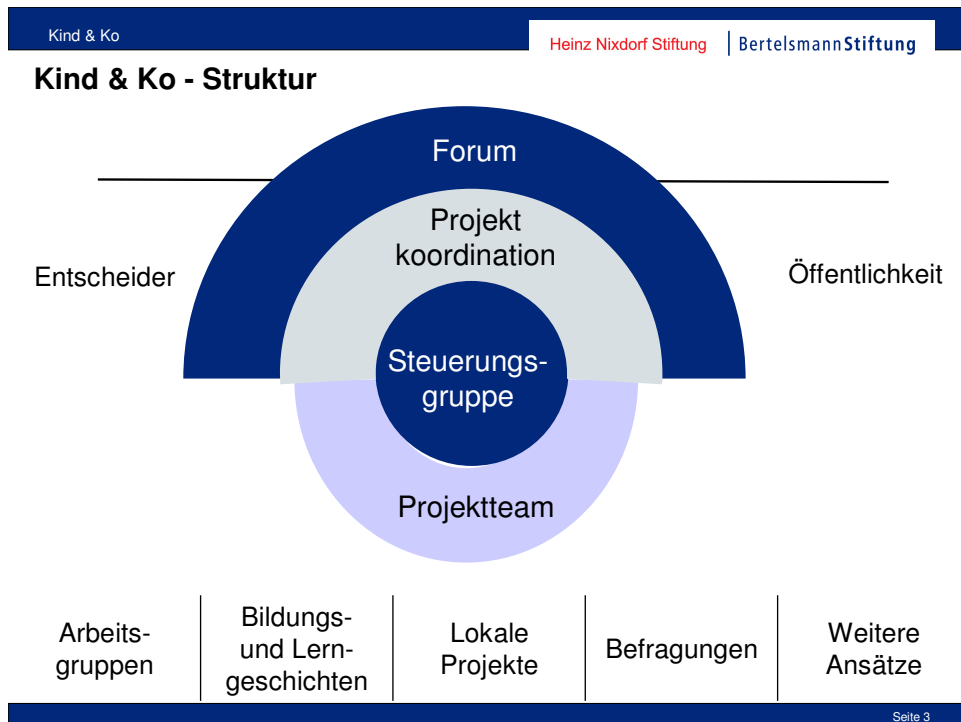 Kind & Ko
Heinz Nixdorf Stiftung
BertelsmannStiftung
Kind & Ko - Struktur
Forum
Projekt
koordination
Entscheider
Öffentlichkeit
Steuerungs-
gruppe
Projektteam
Arbeits-
gruppen
Bildungs-
und Lern-
geschichten
Lokale
Projekte
Befragungen
Weitere
Ansätze
Seite 3